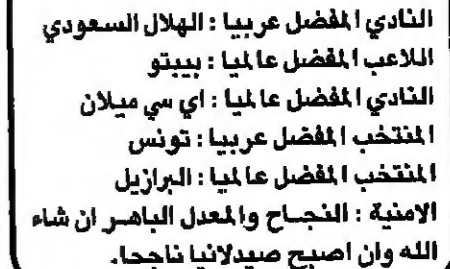 النادي المفضل عربيا : الهلال السعودي
اللاعب المفضل عالميا : بيبتو
النادي المفضل عالميا : اي سي ميلان
المنتخب المفضل عربيا : تونس
المنتخب المفضل عالميا : البرازيل
الامنية : النجاح والمعدل الباهر ان شاء
الله وان اصبح صيدلانيا ناجحا.